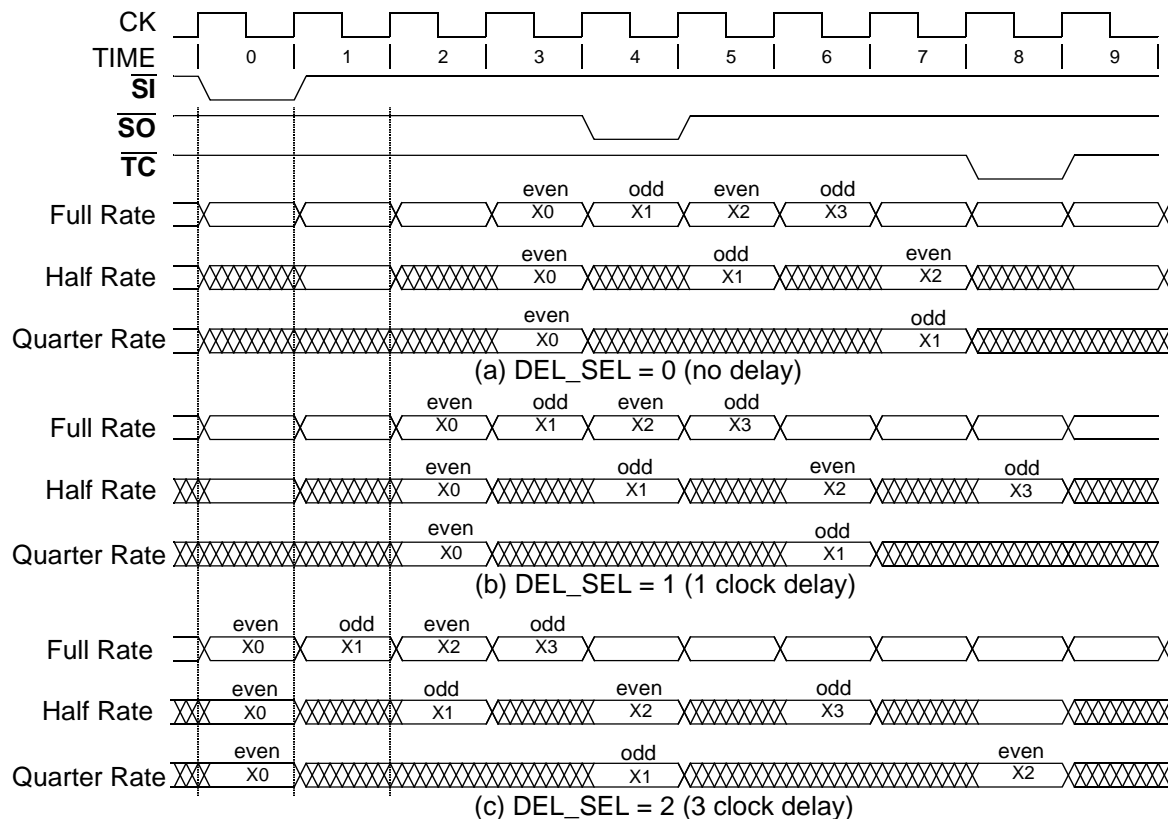 CK
TIME 0 1 2 3 4 5 6 7 8 9
SI
SO
TC
even odd even odd
Full Rate X0 X1 X2 X3
even odd even
Half Rate X0 X1 X2
even odd
Quarter Rate X0 X1
(a) DEL_SEL = 0 (no delay)
even odd even odd
Full Rate X0 X1 X2 X3
even odd even odd
Half Rate X0 X1 X2 X3
even odd
Quarter Rate X0 X1
(b) DEL_SEL = 1 (1 clock delay)
even odd even odd
Full Rate X0 X1 X2 X3
even odd even odd
Half Rate X0 X1 X2 X3
even odd even
Quarter Rate X0 X1 X2
(c) DEL_SEL = 2 (3 clock delay)